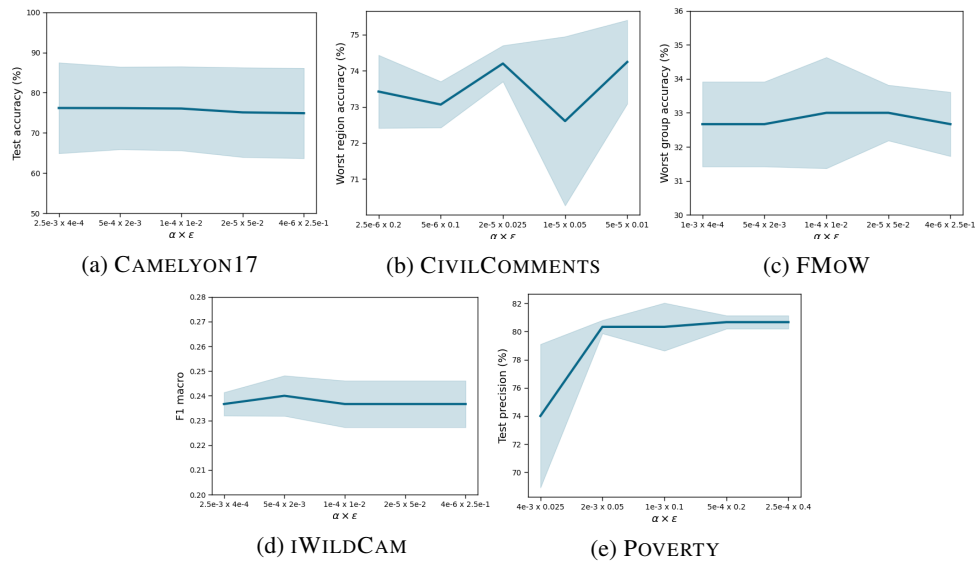 100
90
80
70
60
50
Test accuracy (%)
2.5e-3 x 4e-4
5e-4 x 2e-3
1e-4 x 1e-2
2e-5 x 5e-2
4e-6 x 2.5e-1
α × ε
(a) CAMELYON17
75
74
73
72
71
Worst region accuracy (%)
2.5e-6 x 0.2
5e-6 x 0.1
2e-5 x 0.025
1e-5 x 0.05
5e-5 x 0.01
α × ε
(b) CIVILCOMMENTS
36
35
34
33
32
31
30
Worst group accuracy (%)
1e-3 x 4e-4
5e-4 x 2e-3
1e-4 x 1e-2
2e-5 x 5e-2
4e-6 x 2.5e-1
α × ε
(c) FMOW
0.28
0.27
0.26
0.25
0.24
0.23
0.22
0.21
0.20
F1 macro
2.5e-3 x 4e-4
5e-4 x 2e-3
1e-4 x 1e-2
2e-5 x 5e-2
4e-6 x 2.5e-1
α × ε
(d) IWILDCAM
82
80
78
76
74
72
70
Test precision (%)
4e-3 x 0.025
2e-3 x 0.05
1e-3 x 0.1
5e-4 x 0.2
2.5e-4 x 0.4
α × ε
(e) POVERTY